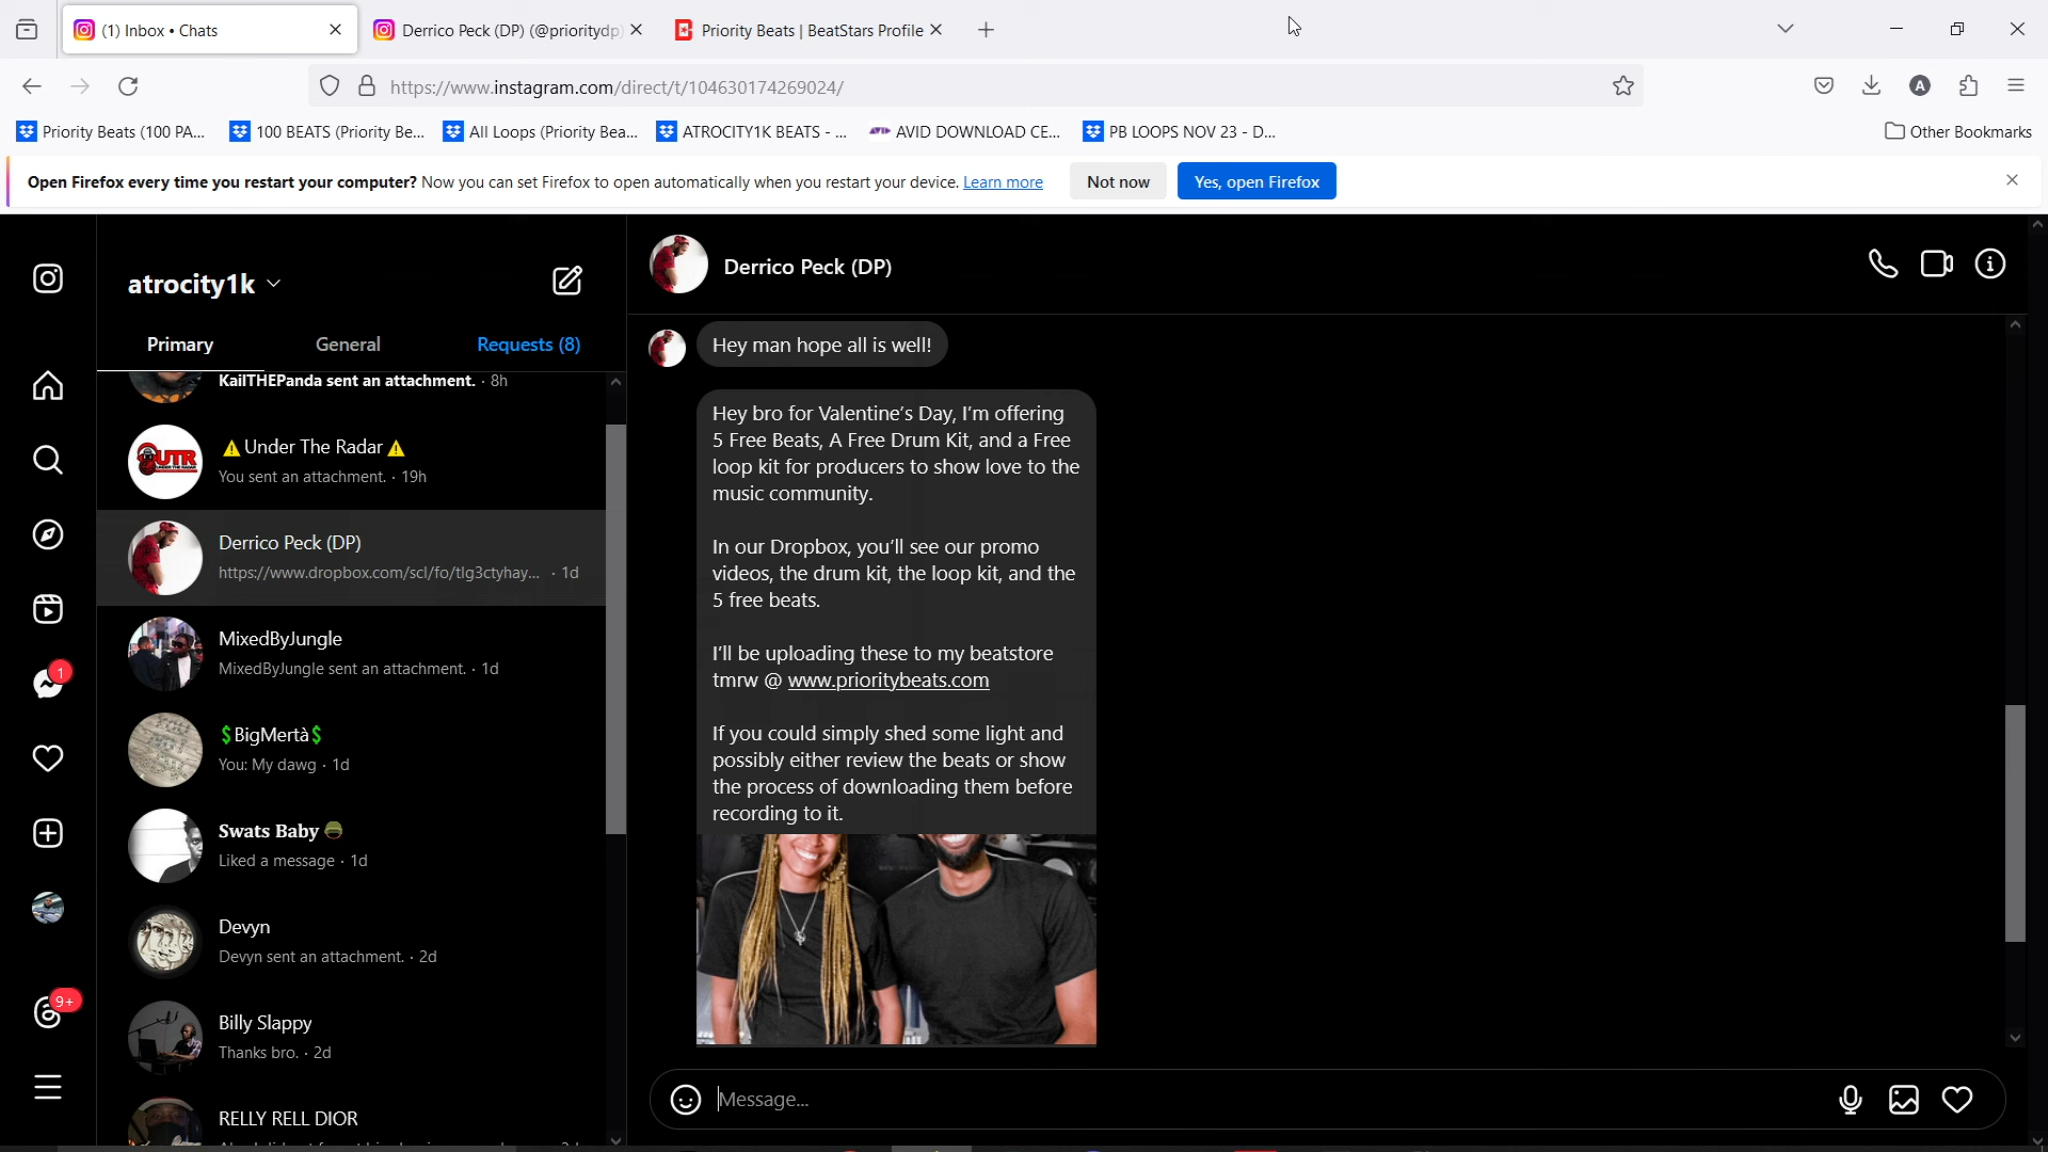 (1) Inbox • Chats
Derrico Peck (DP) (@prioritydp
Priority Beats | BeatStars Profile
https://www.instagram.com/direct/t/104630174269024/
Priority Beats (100 PA...
100 BEATS (Priority Be...
All Loops (Priority Bea...
ATROCITY1K BEATS - ...
AVID DOWNLOAD CE...
PB LOOPS NOV 23 - D...
Other Bookmarks
Open Firefox every time you restart your computer? Now you can set Firefox to open automatically when you restart your device. Learn more
Not now
Yes, open Firefox
atrocity1k
Primary
General
Requests (8)
KailTHEPanda sent an attachment. · 8h
UTR
⚠Under The Radar⚠
You sent an attachment. · 19h
Derrico Peck (DP)
https://www.dropbox.com/scl/fo/tlg3ctyhay... · 1d
MixedByJungle
MixedByJungle sent an attachment. · 1d
1
$BigMertà$
You: My dawg · 1d
Swats Baby
Liked a message · 1d
Devyn
Devyn sent an attachment. · 2d
9+
Billy Slappy
Thanks bro. · 2d
RELLY RELL DIOR
Derrico Peck (DP)
Hey man hope all is well!
Hey bro for Valentine's Day, I'm offering
5 Free Beats, A Free Drum Kit, and a Free
loop kit for producers to show love to the
music community.
In our Dropbox, you'll see our promo
videos, the drum kit, the loop kit, and the
5 free beats.
I'll be uploading these to my beatstore
tmrw @ www.prioritybeats.com
If you could simply shed some light and
possibly either review the beats or show
the process of downloading them before
recording to it.
Message...
A